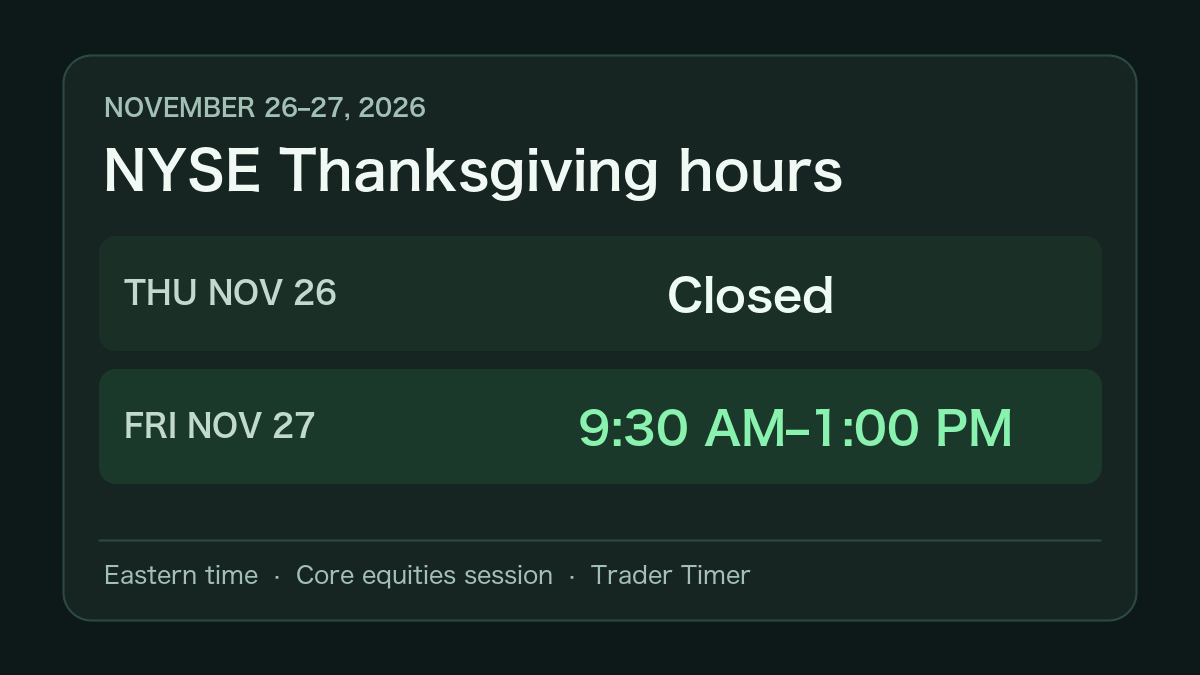 NOVEMBER 26–27, 2026
NYSE Thanksgiving hours
THU NOV 26
Closed
FRI NOV 27
9:30 AM–1:00 PM
Eastern time · Core equities session · Trader Timer